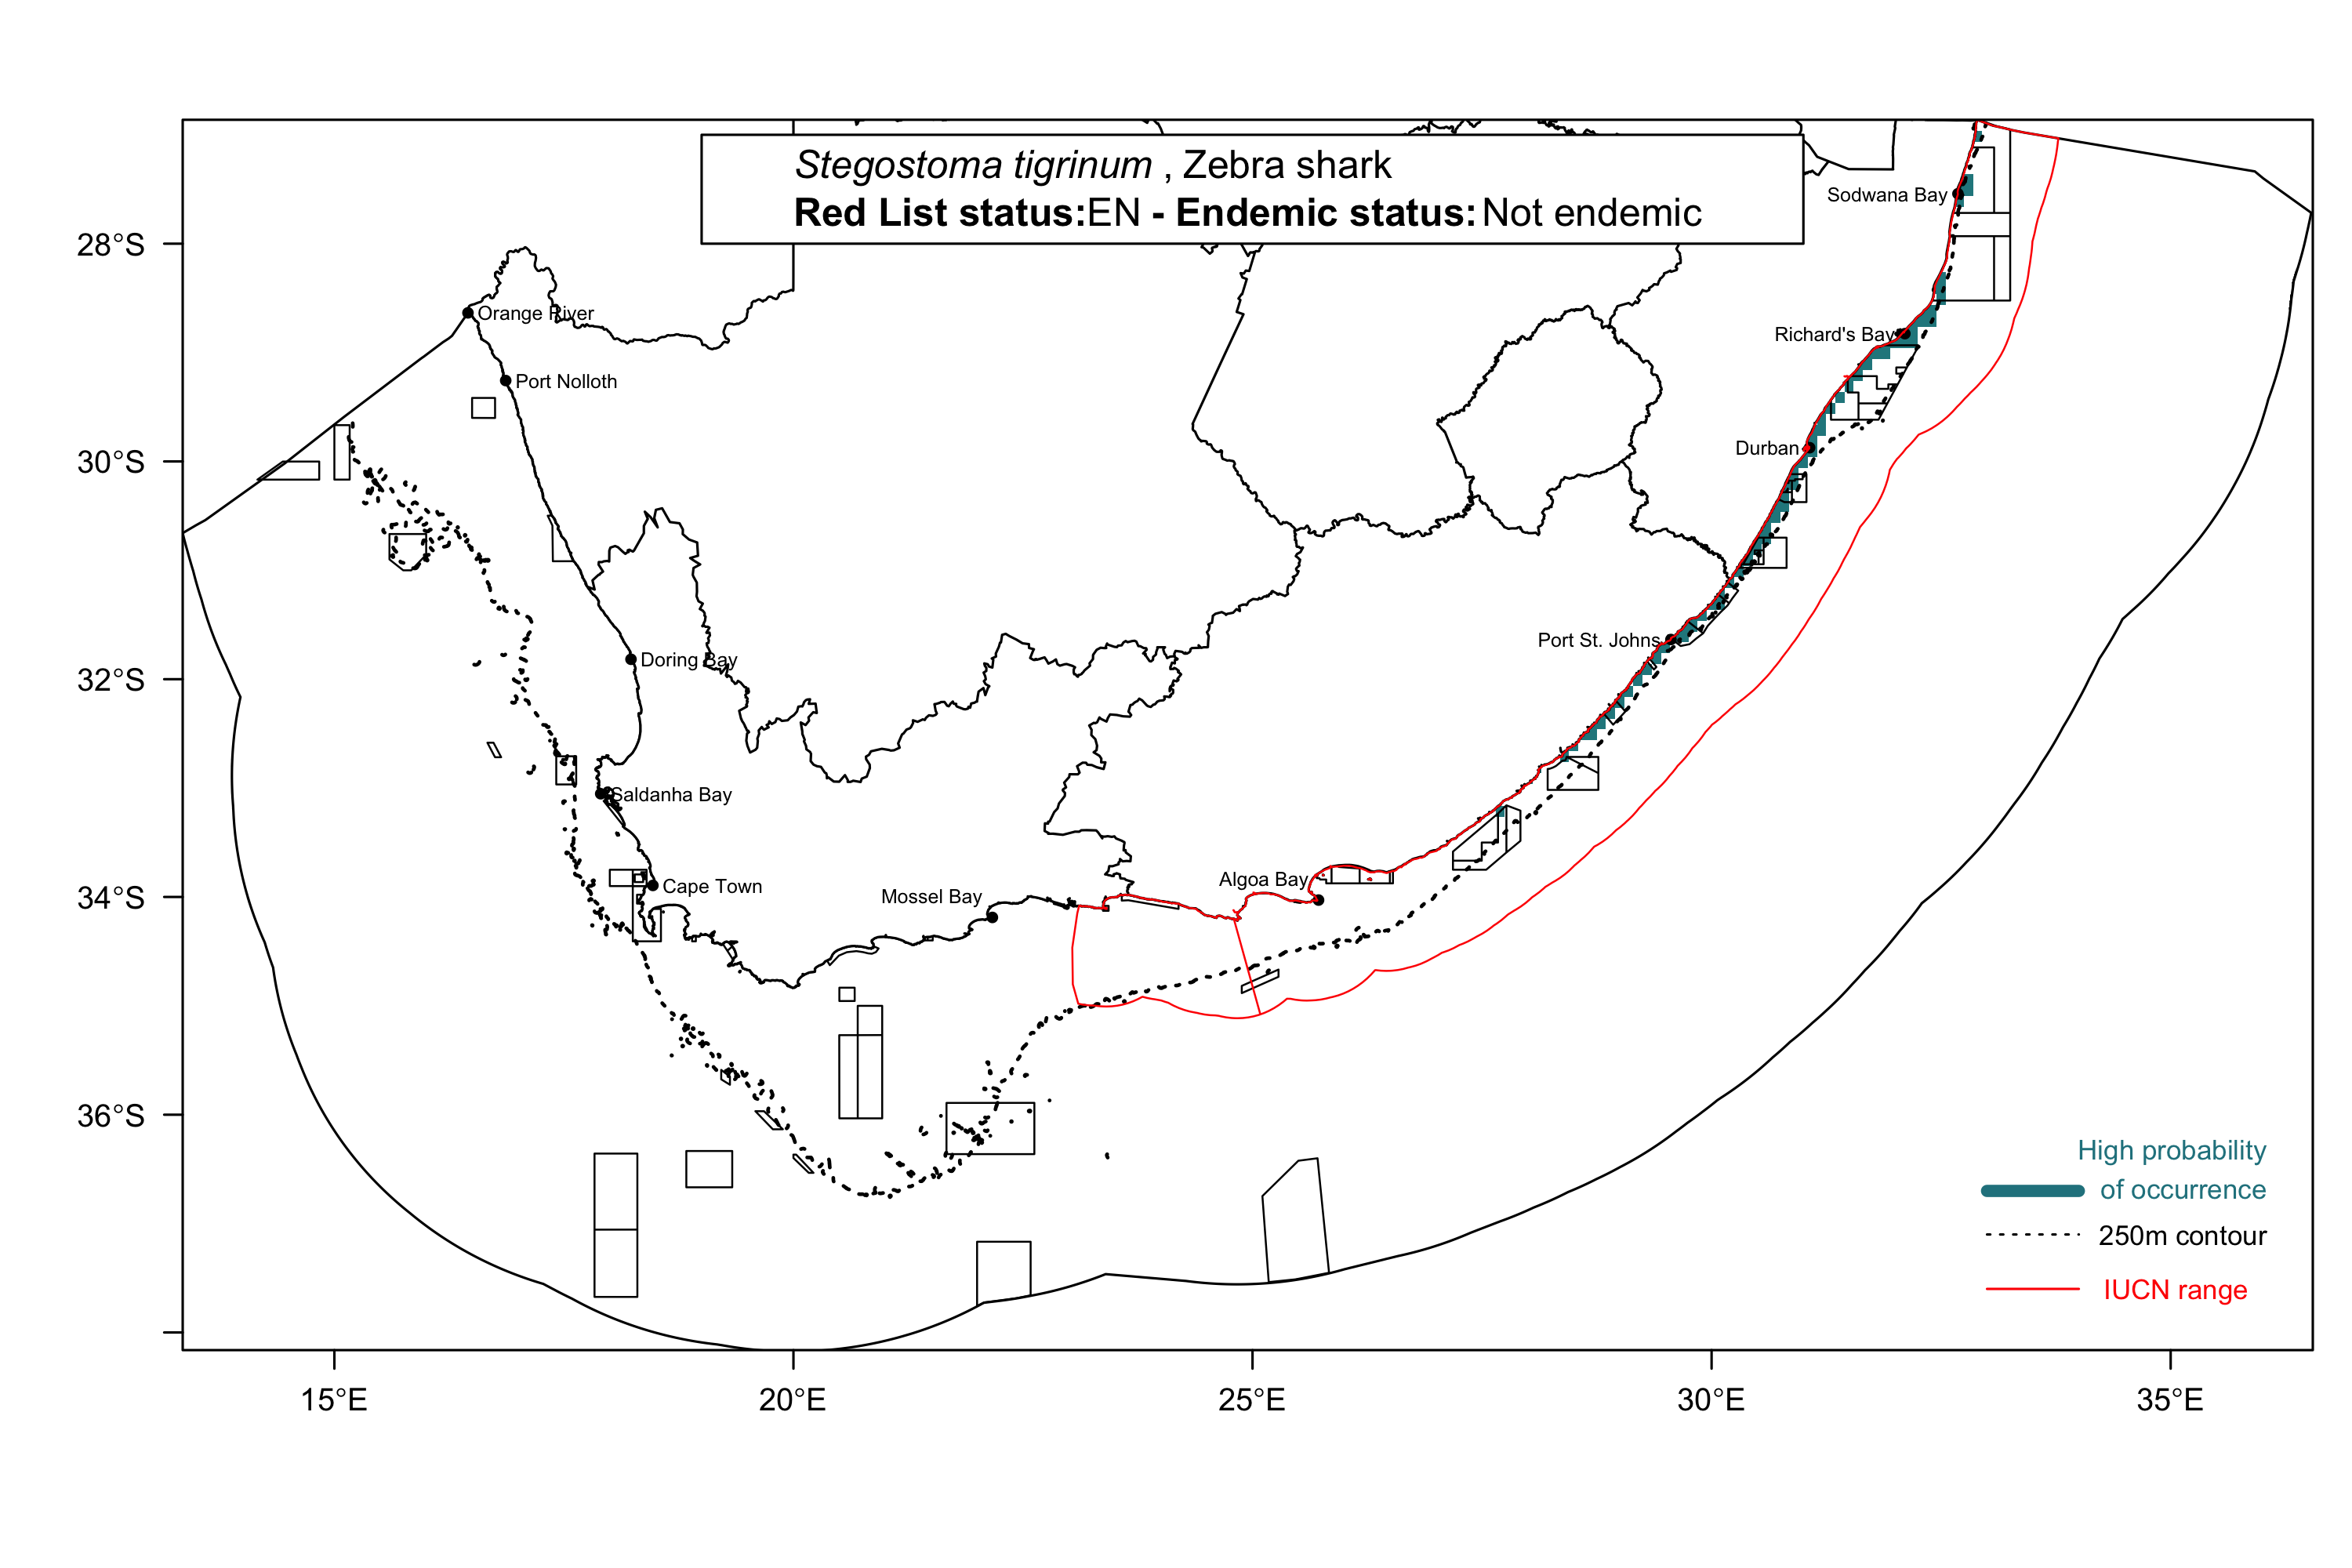 Stegostoma tigrinum , Zebra shark
Red List status:EN - Endemic status: Not endemic
Sodwana Bay
28°S
Orange River
Richard's Bay
Port Nolloth
Durban
30°S
Port St. Johns
Doring Bay
32°S
Saldanha Bay
Algoa Bay
Cape Town
Mossel Bay
34°S
36°S
High probability
of occurrence
250m contour
IUCN range
15°E
20°E
25°E
30°E
35°E